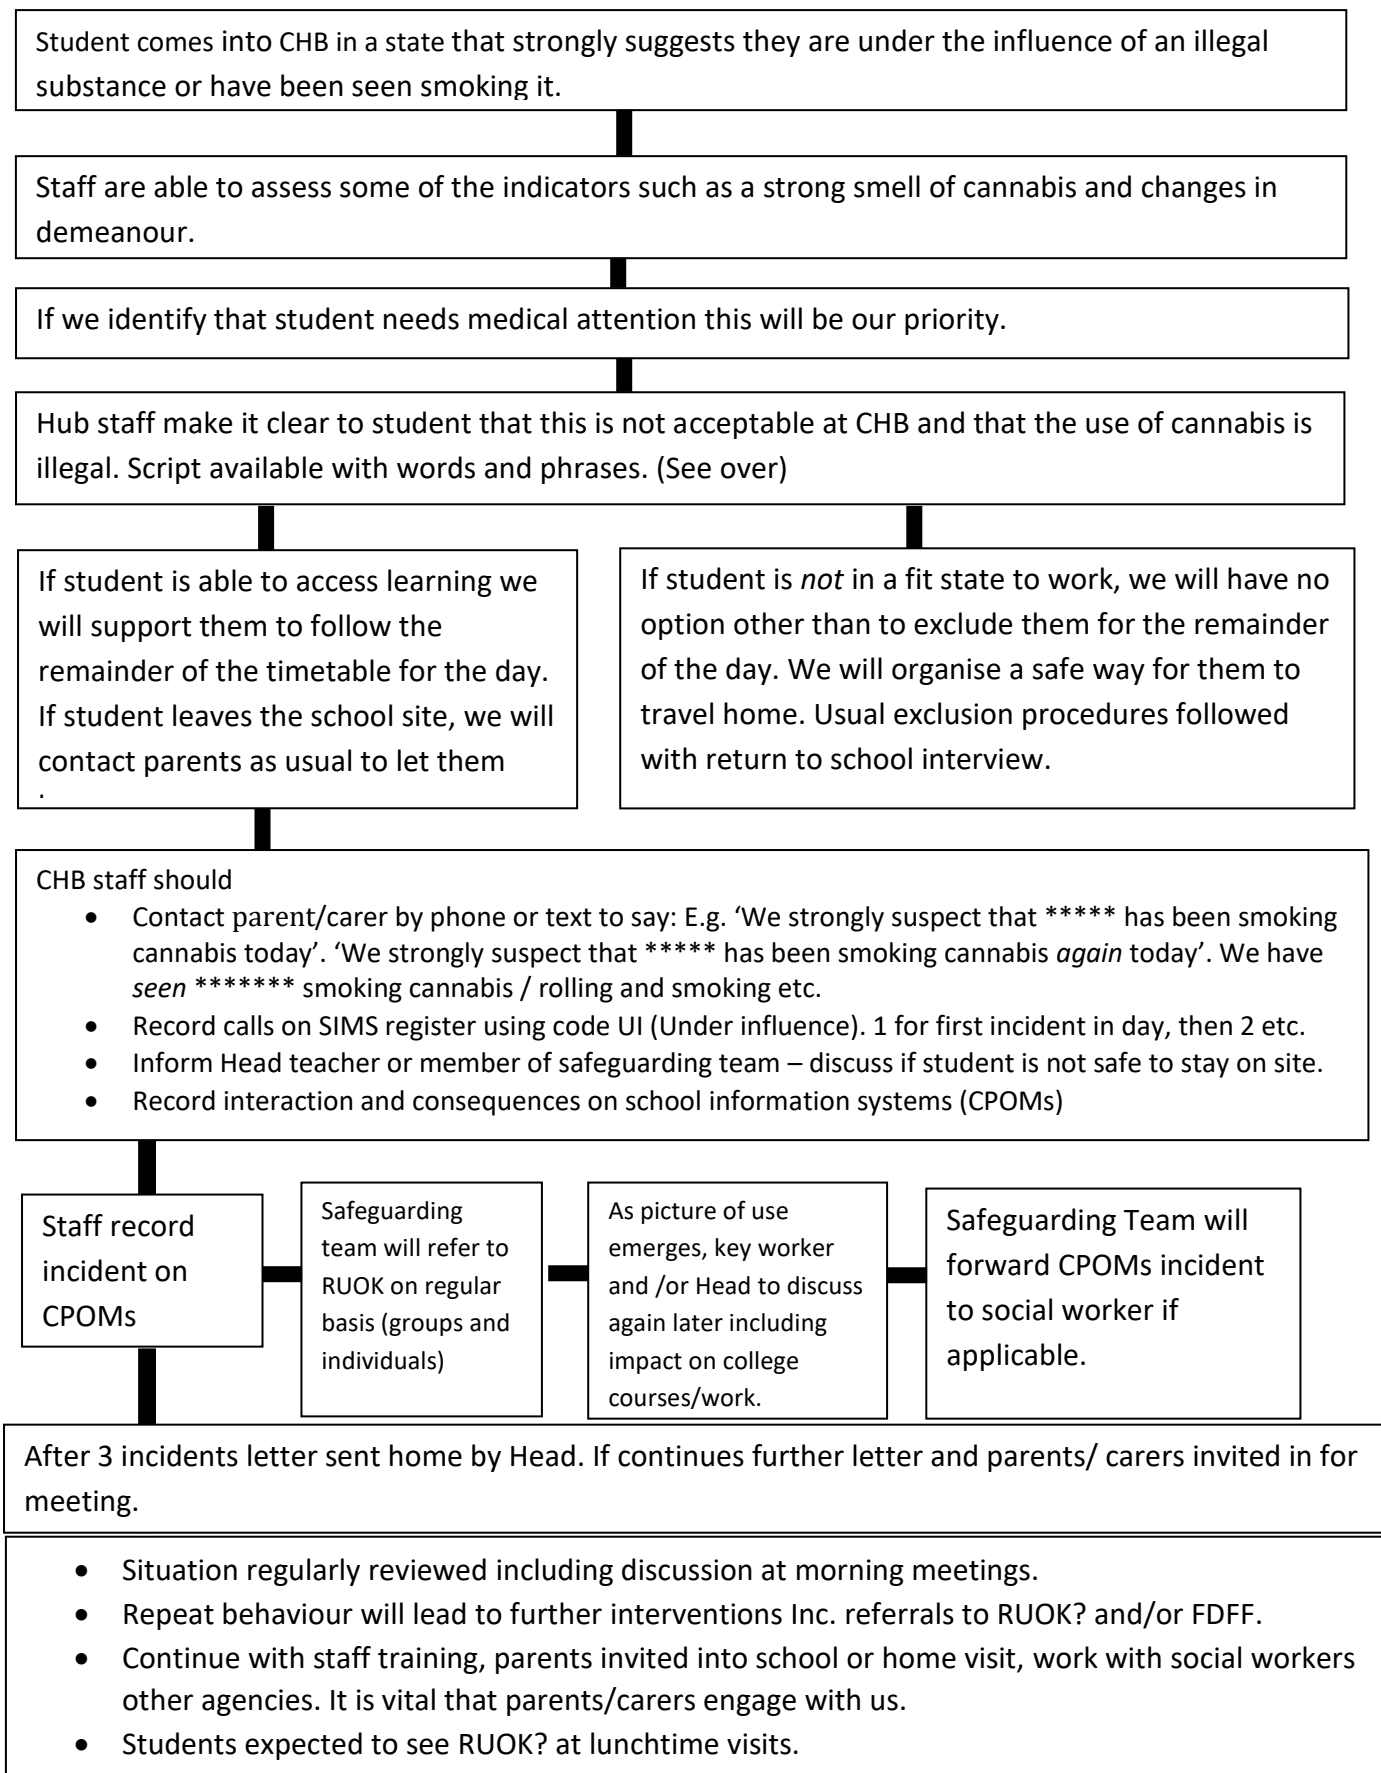 Student comes into CHB in a state that strongly suggests they are under the influence of an illegal
substance or have been seen smoking it.
Staff are able to assess some of the indicators such as a strong smell of cannabis and changes in
demeanour.
If we identify that student needs medical attention this will be our priority.
Hub staff make it clear to student that this is not acceptable at CHB and that the use of cannabis is
illegal. Script available with words and phrases. (See over)
If student is able to access learning we
will support them to follow the
remainder of the timetable for the day.
If student leaves the school site, we will
contact parents as usual to let them
If student is not in a fit state to work, we will have no
option other than to exclude them for the remainder
of the day. We will organise a safe way for them to
travel home. Usual exclusion procedures followed
with return to school interview.
CHB staff should
• Contact parent/carer by phone or text to say: E.g. ‘We strongly suspect that ***** has been smoking
cannabis today’. ‘We strongly suspect that ***** has been smoking cannabis again today’. We have
seen ******* smoking cannabis / rolling and smoking etc.
• Record calls on SIMS register using code UI (Under influence). 1 for first incident in day, then 2 etc.
• Inform Head teacher or member of safeguarding team – discuss if student is not safe to stay on site.
• Record interaction and consequences on school information systems (CPOMs)
Staff record
incident on
CPOMs
Safeguarding
team will refer to
RUOK on regular
basis (groups and
individuals)
As picture of use
emerges, key worker
and /or Head to discuss
again later including
impact on college
courses/work.
Safeguarding Team will
forward CPOMs incident
to social worker if
applicable.
After 3 incidents letter sent home by Head. If continues further letter and parents/ carers invited in for
meeting.
• Situation regularly reviewed including discussion at morning meetings.
• Repeat behaviour will lead to further interventions Inc. referrals to RUOK? and/or FDFF.
• Continue with staff training, parents invited into school or home visit, work with social workers
other agencies. It is vital that parents/carers engage with us.
• Students expected to see RUOK? at lunchtime visits.